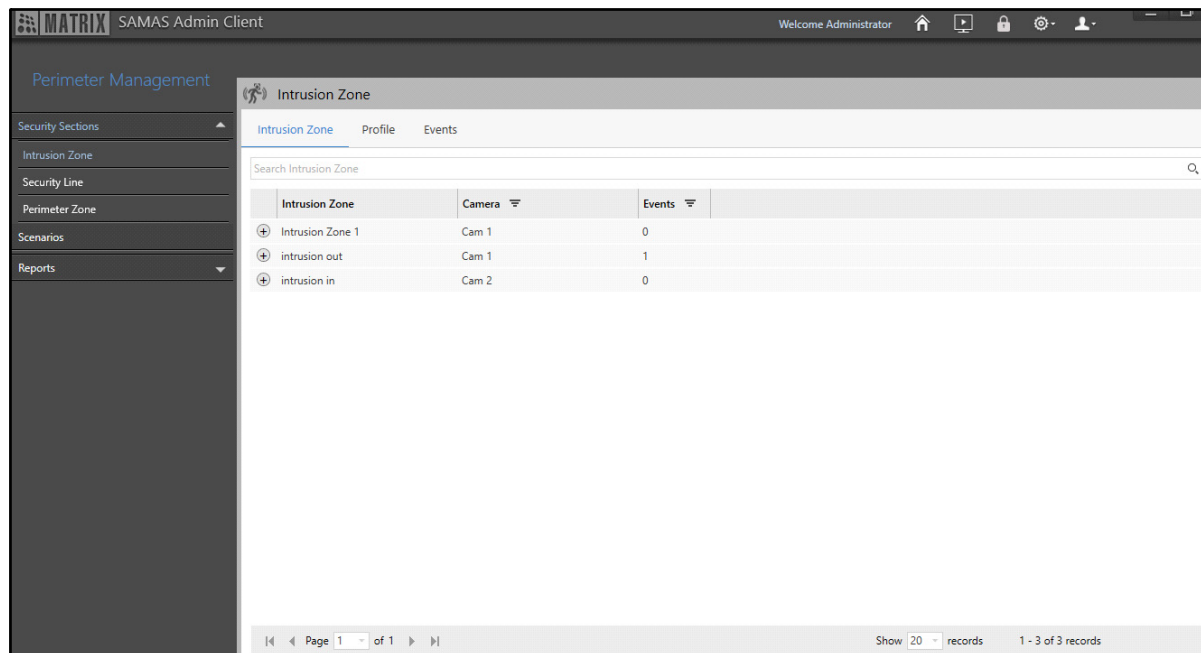 MATRIX SAMAS Admin Client Welcome Administrator
Perimeter Management
Security Sections
Intrusion Zone
Security Line
Perimeter Zone
Scenarios
Reports
Intrusion Zone
Intrusion Zone Profile Events
Search Intrusion Zone
Intrusion Zone Camera Events
Intrusion Zone 1 Cam 1 0
intrusion out Cam 1 1
intrusion in Cam 2 0
Page 1 of 1 Show 20 records 1 - 3 of 3 records